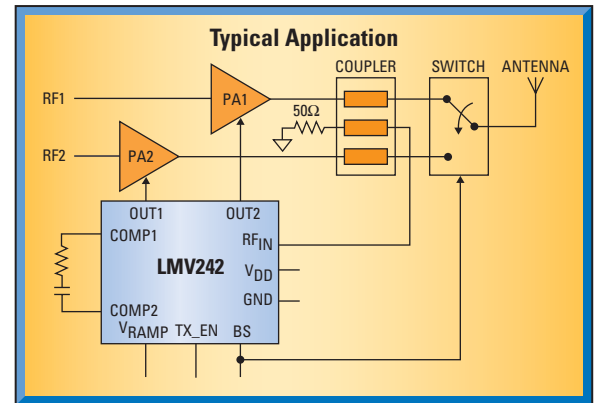 Typical Application
COUPLER SWITCH ANTENNA
RF1
PA1
50Ω
RF2
PA2
OUT1 OUT2
COMP1
RFIN
LMV242
VDD
GND
COMP2
VRAMP TX_EN BS